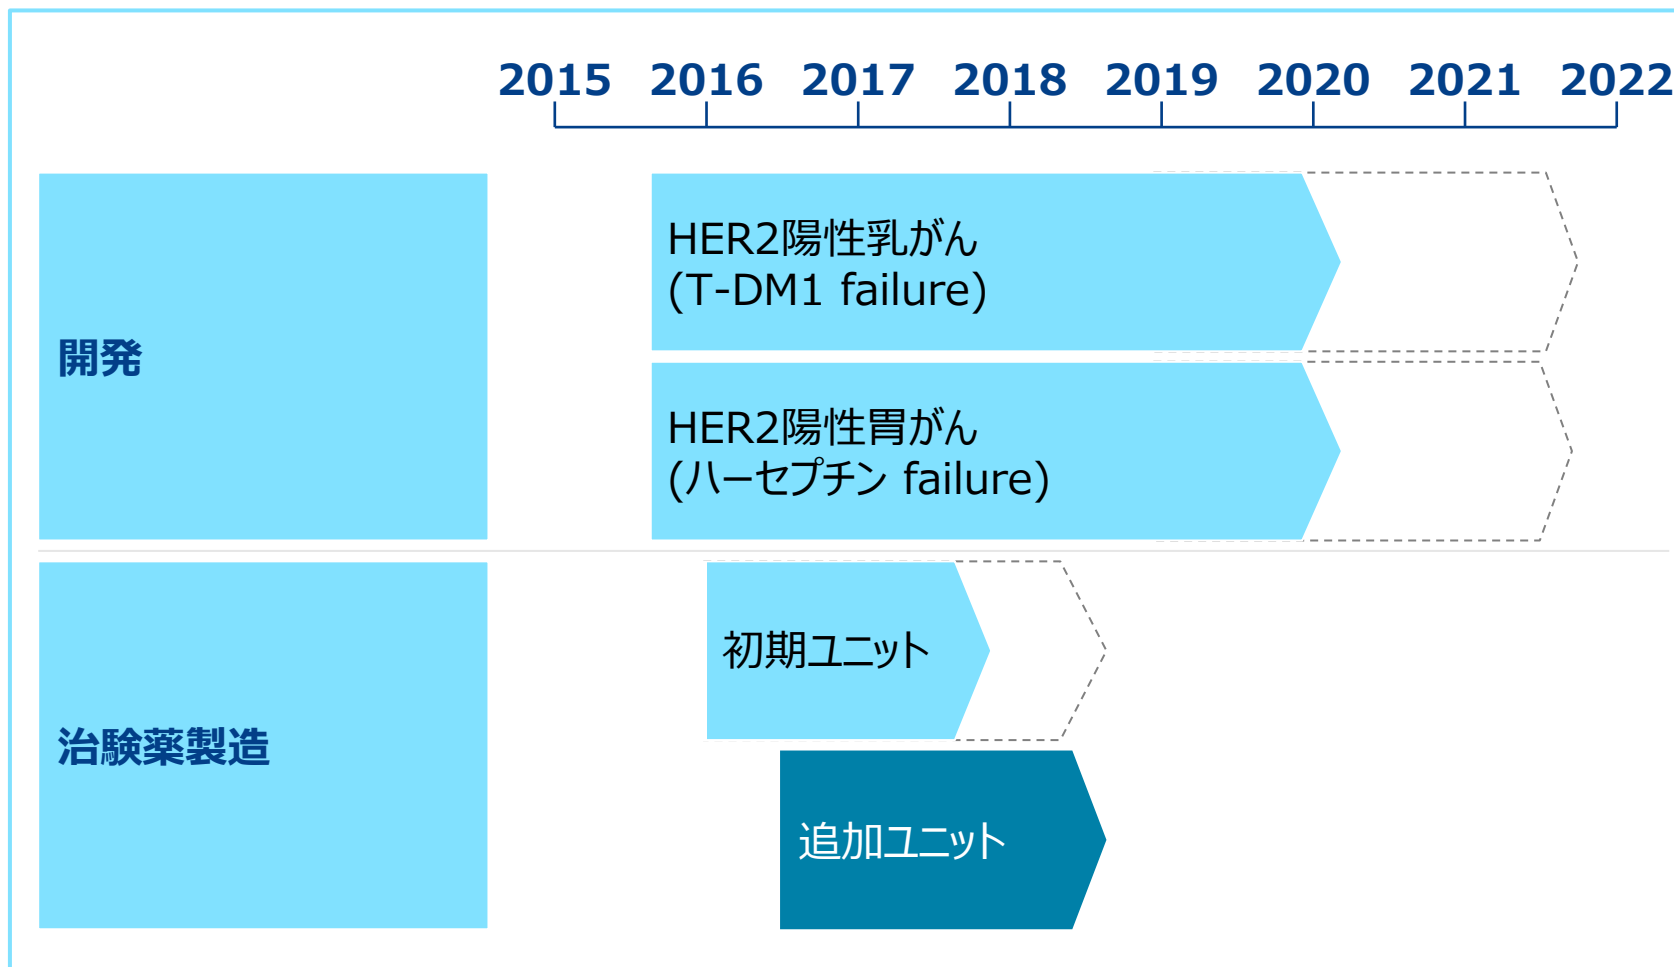 2015 2016 2017 2018 2019 2020 2021 2022
開発
HER2陽性乳がん
(T-DM1 failure)
HER2陽性胃がん
(ハーセプチン failure)
治験薬製造
初期ユニット
追加ユニット